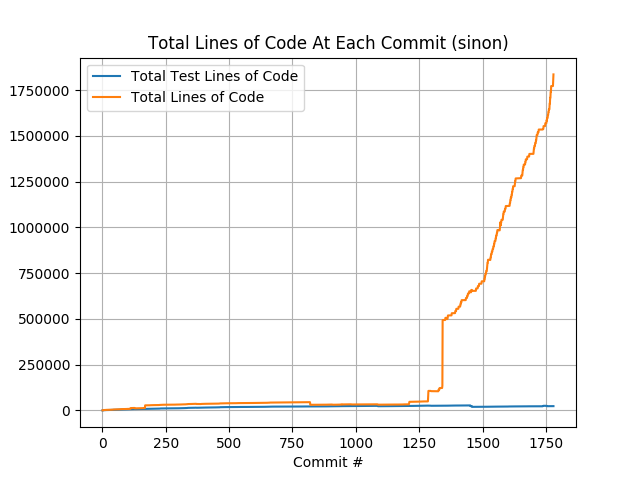 Total Lines of Code At Each Commit (sinon)
Total Test Lines of Code
Total Lines of Code
1750000
1500000
1250000
1000000
750000
500000
250000
0
0 250 500 750 1000 1250 1500 1750
Commit #